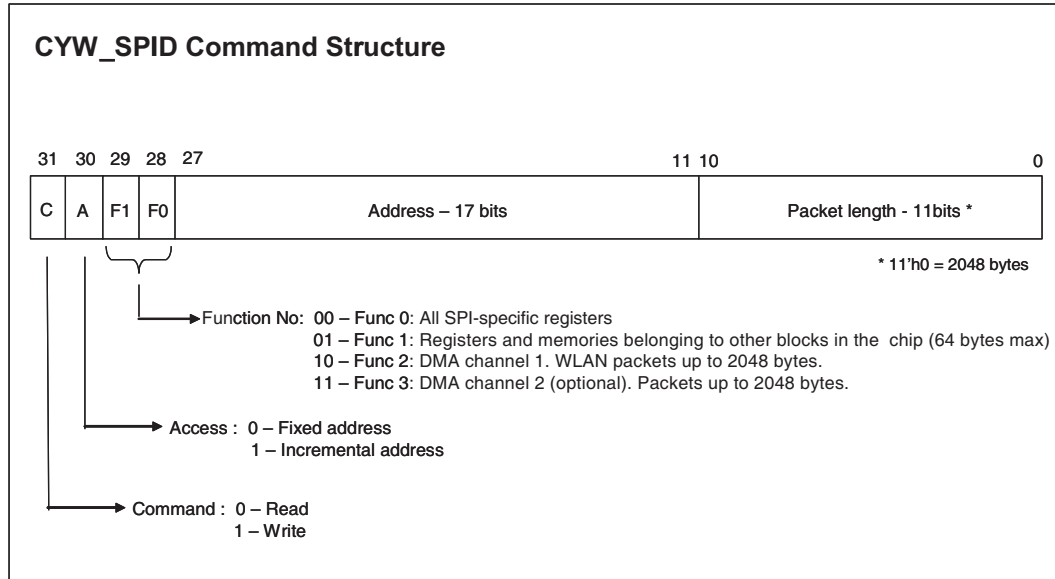 CYW_SPID Command Structure
31 30 29 28 27 11 10 0
C A F1 F0 Address – 17 bits Packet length - 11bits *
* 11'h0 = 2048 bytes
Function No: 00 – Func 0: All SPI-specific registers
01 – Func 1: Registers and memories belonging to other blocks in the chip (64 bytes max)
10 – Func 2: DMA channel 1. WLAN packets up to 2048 bytes.
11 – Func 3: DMA channel 2 (optional). Packets up to 2048 bytes.
Access : 0 – Fixed address
1 – Incremental address
Command : 0 – Read
1 – Write